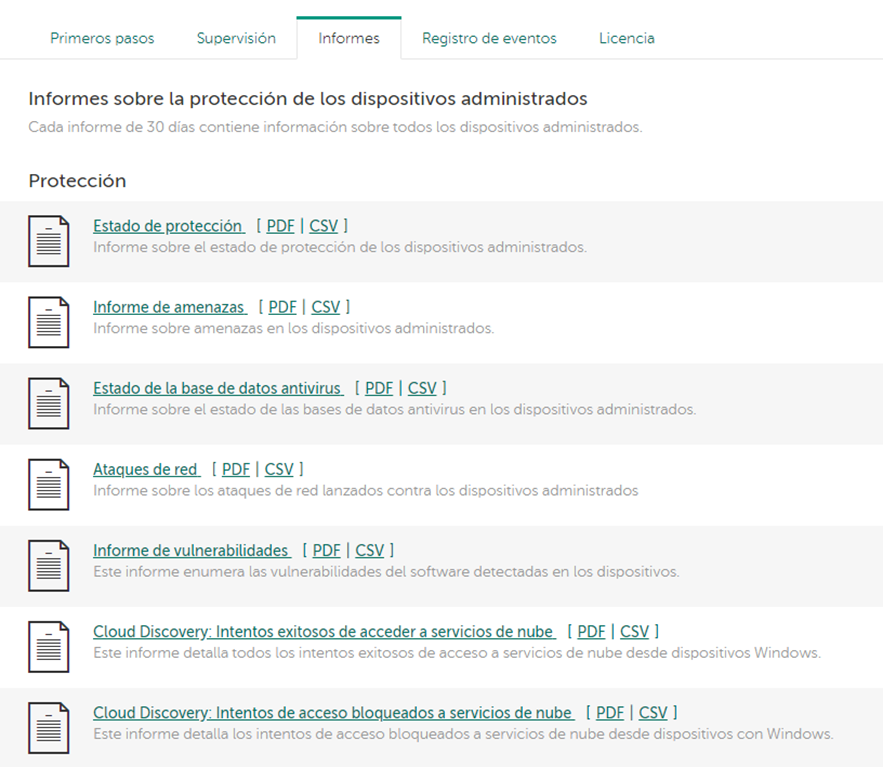 Primeros pasos Supervisión Informes Registro de eventos Licencia
Informes sobre la protección de los dispositivos administrados
Cada informe de 30 días contiene información sobre todos los dispositivos administrados.
Protección
Estado de protección [ PDF | CSV ]
Informe sobre el estado de protección de los dispositivos administrados.
Informe de amenazas [ PDF | CSV ]
Informe sobre amenazas en los dispositivos administrados.
Estado de la base de datos antivirus [ PDF | CSV ]
Informe sobre el estado de las bases de datos antivirus en los dispositivos administrados.
Ataques de red [ PDF | CSV ]
Informe sobre los ataques de red lanzados contra los dispositivos administrados
Informe de vulnerabilidades [ PDF | CSV ]
Este informe enumera las vulnerabilidades del software detectadas en los dispositivos.
Cloud Discovery: Intentos exitosos de acceder a servicios de nube [ PDF | CSV ]
Este informe detalla todos los intentos exitosos de acceso a servicios de nube desde dispositivos Windows.
Cloud Discovery: Intentos de acceso bloqueados a servicios de nube [ PDF | CSV ]
Este informe detalla los intentos de acceso bloqueados a servicios de nube desde dispositivos con Windows.